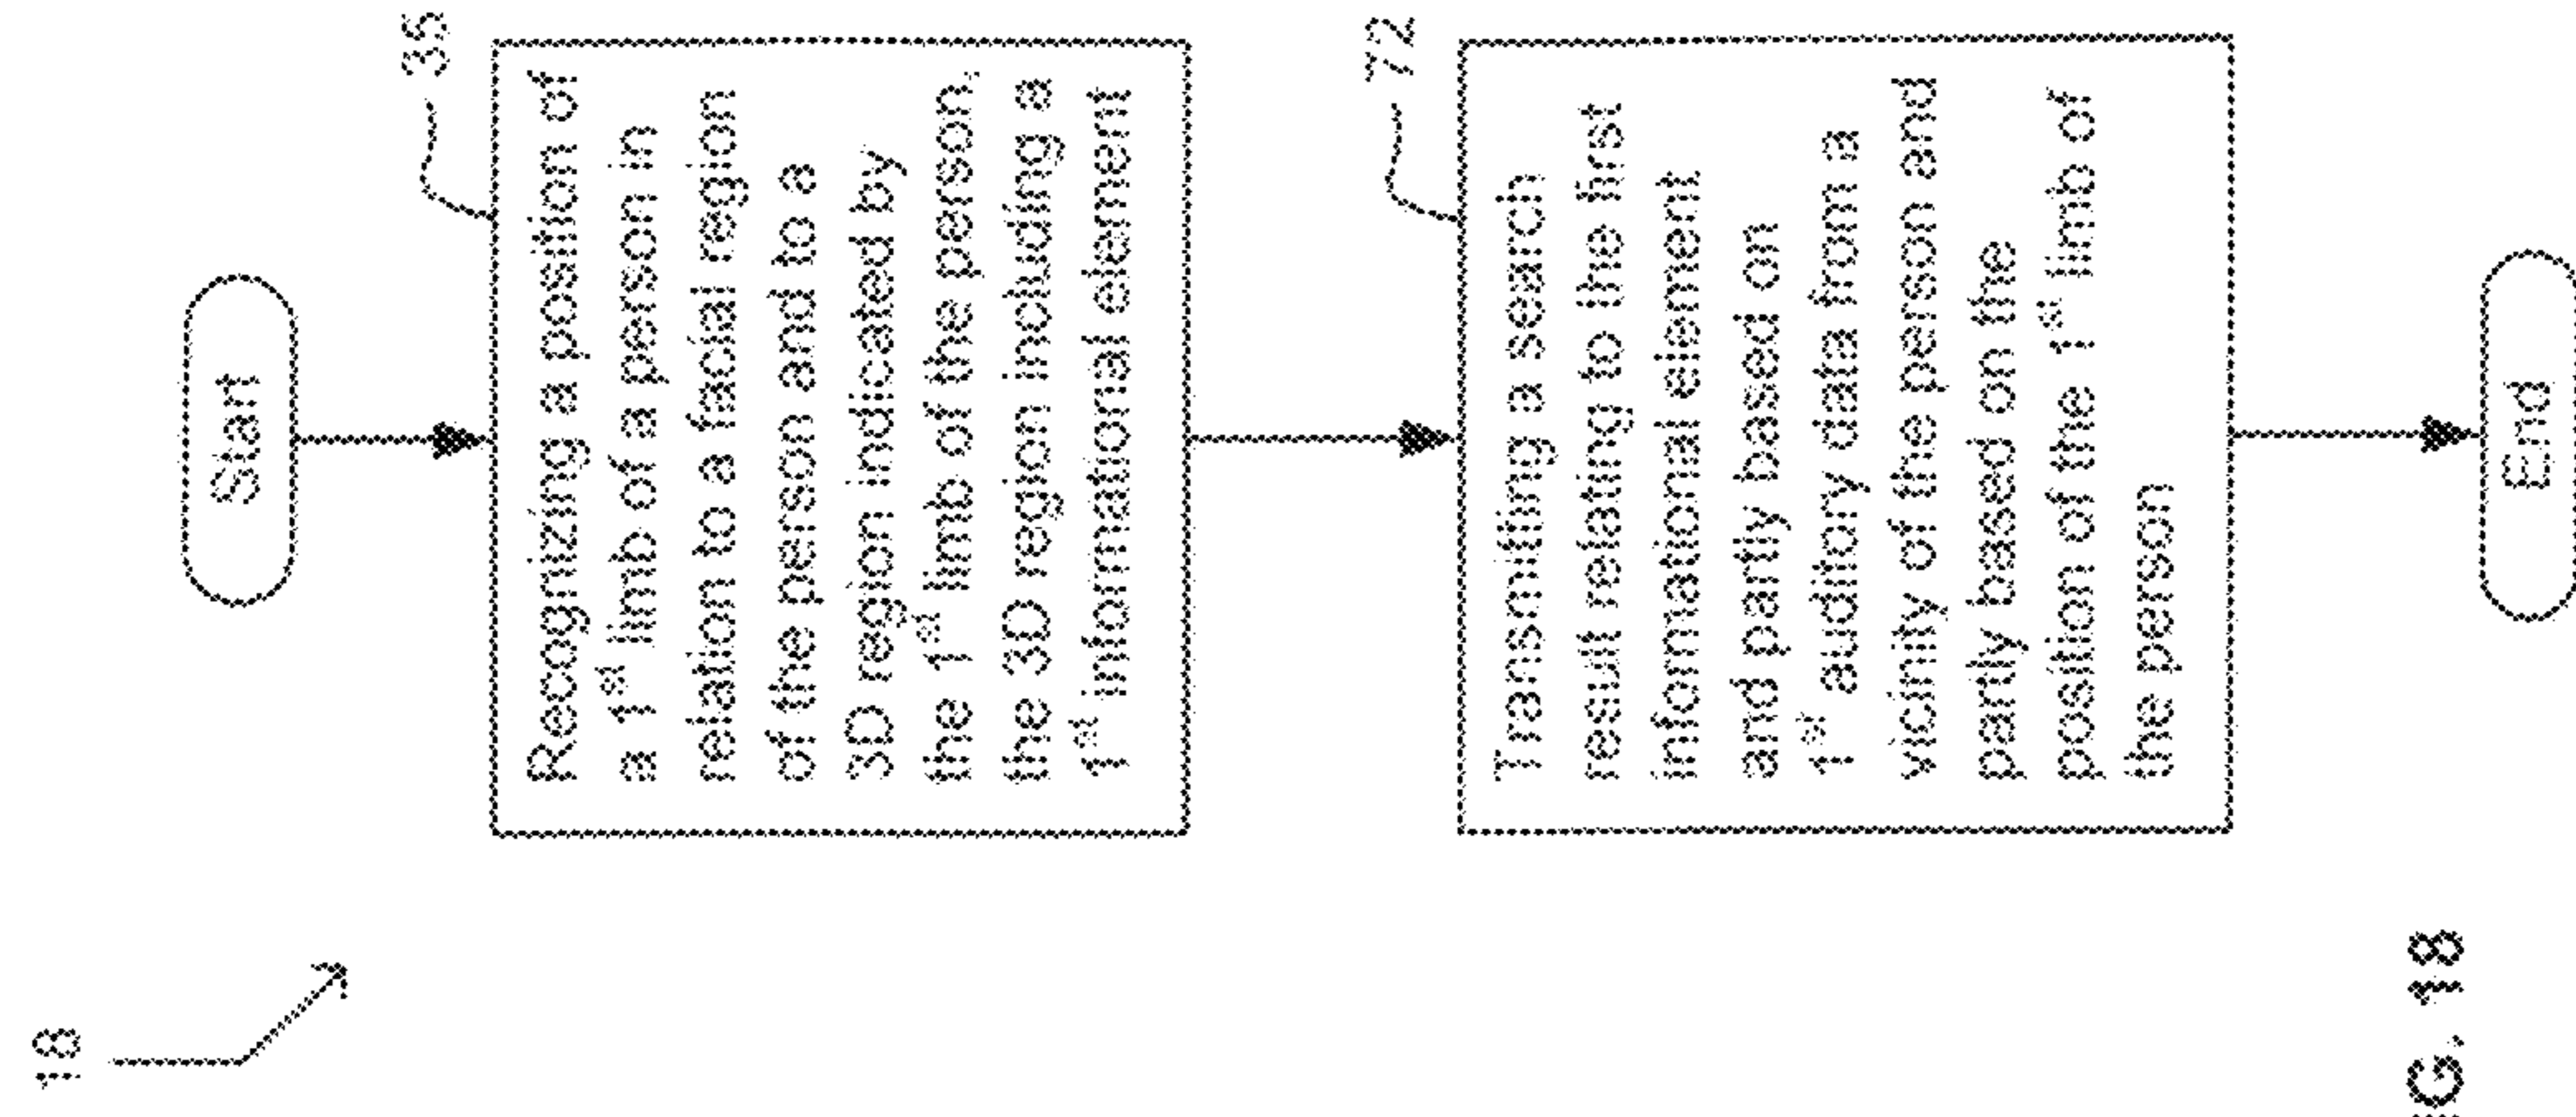 18
Start
35
Recognizing a position of
a 1st limb of a person in
relation to a facial region
of the person and to a
3D region indicated by
the 1st limb of the person,
the 3D region including a
1st informational element
72
Transmitting a search
result relating to the first
informational element
and partly based on
1st auditory data from a
vicinity of the person and
partly based on the
position of the 1st limb of
the person
End
G. 18